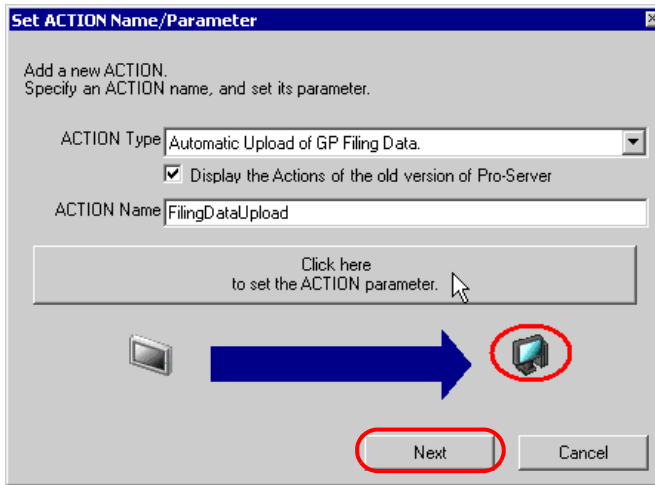 Set ACTION Name/Parameter
Add a new ACTION.
Specify an ACTION name, and set its parameter.
ACTION Type Automatic Upload of GP Filing Data.
Display the Actions of the old version of Pro-Server
ACTION Name FilingDataUpload
Click here
to set the ACTION parameter.
Next Cancel